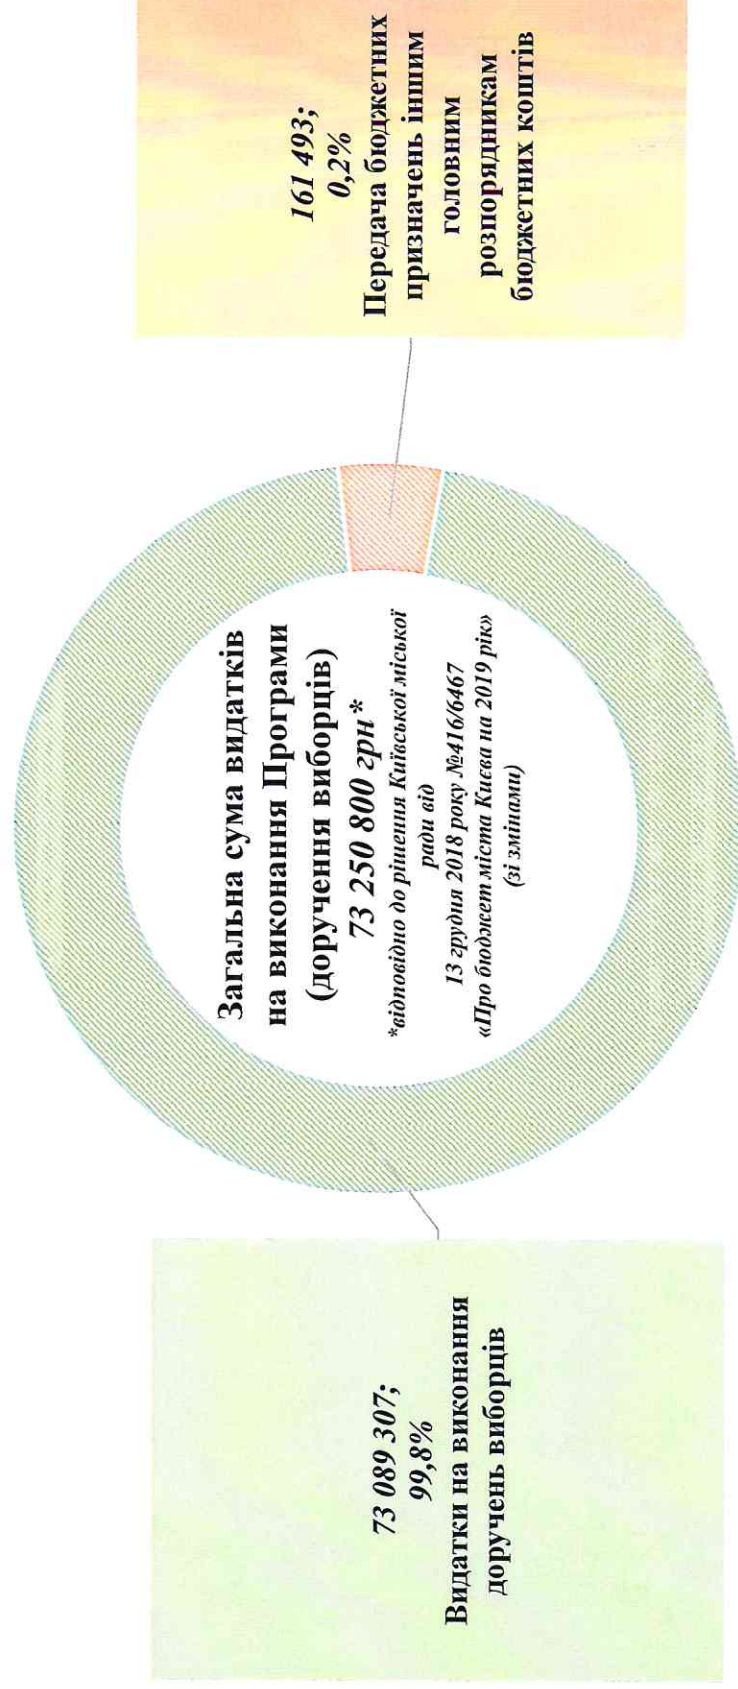 Загальна сума видатків
на виконання Програми
(доручення виборців)
73 250 800 грн*
*відповідно до рішення Київської міської
ради від
13 грудня 2018 року №416/6467
«Про бюджет міста Києва на 2019 рік»
(зі змінами)
73 089 307;
99,8%
Видатки на виконання
доручень виборців
161 493;
0,2%
Передача бюджетних
призначень іншим
головним
розпорядникам
бюджетних коштів